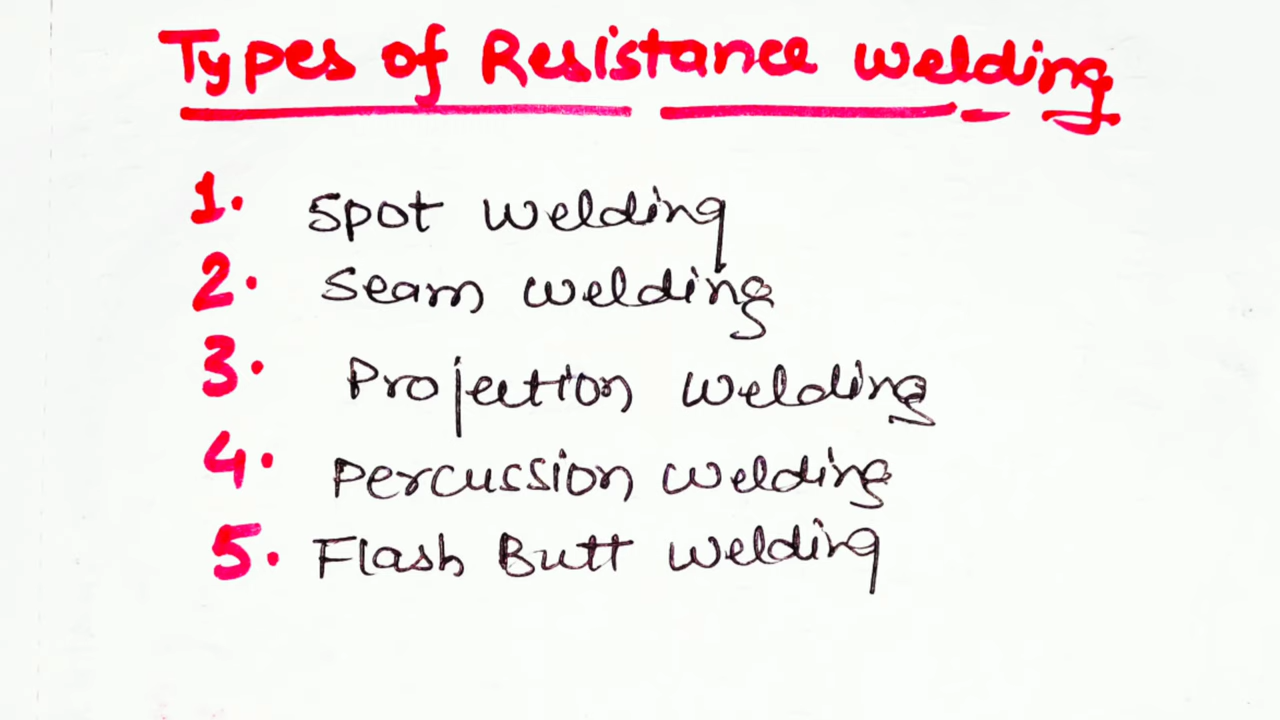 Types of Resistance welding
1. Spot welding
2. Seam welding
3. Projection welding
4. Percussion welding
5. Flash Butt welding